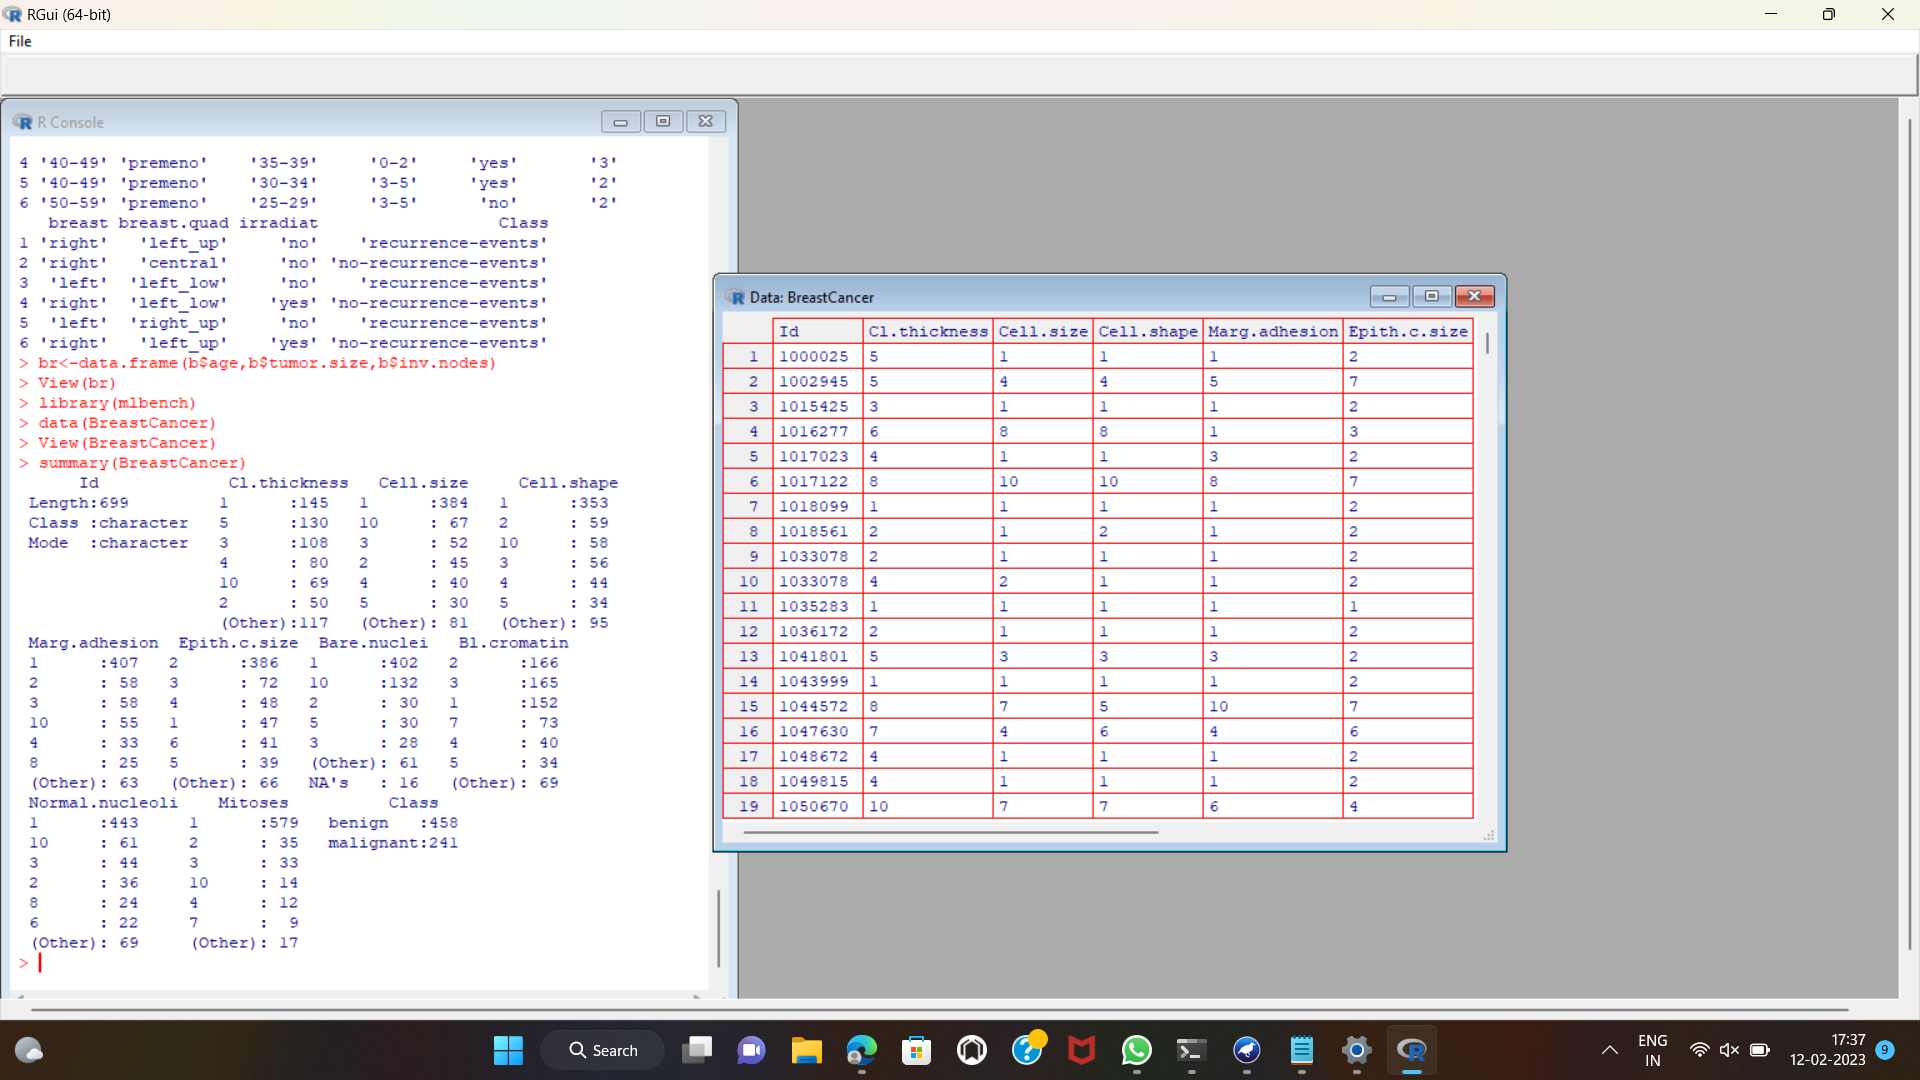 RGui (64-bit)
File
R Console
4 '40-49' 'premeno' '35-39' '0-2' 'yes' '3'
5 '40-49' 'premeno' '30-34' '3-5' 'yes' '2'
6 '50-59' 'premeno' '25-29' '3-5' 'no' '2'
breast breast.quad irradiat Class
1 'right' 'left_up' 'no' 'recurrence-events'
2 'right' 'central' 'no' 'no-recurrence-events'
3 'left' 'left_low' 'no' 'recurrence-events'
4 'right' 'left_low' 'yes' 'no-recurrence-events'
5 'left' 'right_up' 'no' 'recurrence-events'
6 'right' 'left_up' 'yes' 'no-recurrence-events'
> br<-data.frame(b$age,b$tumor.size,b$inv.nodes)
> View(br)
> library(mlbench)
> data(BreastCancer)
> View(BreastCancer)
> summary(BreastCancer)
Id Cl.thickness Cell.size Cell.shape
Length:699 1 :145 1 :384 1 :353
Class :character 5 :130 10 : 67 2 : 59
Mode :character 3 :108 3 : 52 10 : 58
4 : 80 2 : 45 3 : 56
10 : 69 4 : 40 4 : 44
2 : 50 5 : 30 5 : 34
(Other):117 (Other): 81 (Other): 95
Marg.adhesion Epith.c.size Bare.nuclei Bl.cromatin
1 :407 2 :386 1 :402 2 :166
2 : 58 3 : 72 10 :132 3 :165
3 : 58 4 : 48 2 : 30 1 :152
10 : 55 1 : 47 5 : 30 7 : 73
4 : 33 6 : 41 3 : 28 4 : 40
8 : 25 5 : 39 (Other): 61 5 : 34
(Other): 63 (Other): 66 NA's : 16 (Other): 69
Normal.nucleoli Mitoses Class
1 :443 1 :579 benign :458
10 : 61 2 : 35 malignant:241
3 : 44 3 : 33
2 : 36 10 : 14
8 : 24 4 : 12
6 : 22 7 : 9
(Other): 69 (Other): 17
>
Data: BreastCancer
Id Cl.thickness Cell.size Cell.shape Marg.adhesion Epith.c.size
1 1000025 5 1 1 1 2
2 1002945 5 4 4 5 7
3 1015425 3 1 1 1 2
4 1016277 6 8 8 1 3
5 1017023 4 1 1 3 2
6 1017122 8 10 10 8 7
7 1018099 1 1 1 1 2
8 1018561 2 1 2 1 2
9 1033078 2 1 1 1 2
10 1033078 4 2 1 1 2
11 1035283 1 1 1 1 1
12 1036172 2 1 1 1 2
13 1041801 5 3 3 3 2
14 1043999 1 1 1 1 2
15 1044572 8 7 5 10 7
16 1047630 7 4 6 4 6
17 1048672 4 1 1 1 2
18 1049815 4 1 1 1 2
19 1050670 10 7 7 6 4
Search
ENG
IN
17:37
12-02-2023
9